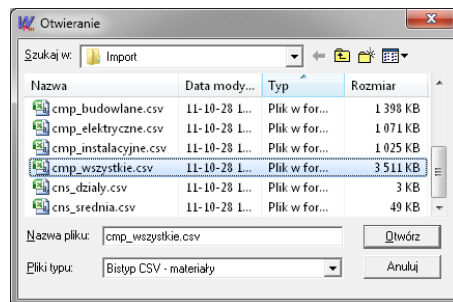 Otwieranie
Szukaj w: Import
Nazwa Data mody... Typ Rozmiar
cmp_budowlane.csv 11-10-28 1... Plik w for... 1 398 KB
cmp_elektryczne.csv 11-10-28 1... Plik w for... 1 071 KB
cmp_instalacyjne.csv 11-10-28 1... Plik w for... 1 025 KB
cmp_wszystkie.csv 11-10-28 1... Plik w for... 3 511 KB
cns_dzialy.csv 11-10-28 1... Plik w for... 3 KB
cns_srednia.csv 11-10-28 1... Plik w for... 49 KB
Nazwa pliku: cmp_wszystkie.csv Otwórz
Pliki typu: Bistyp CSV - materiały Anuluj